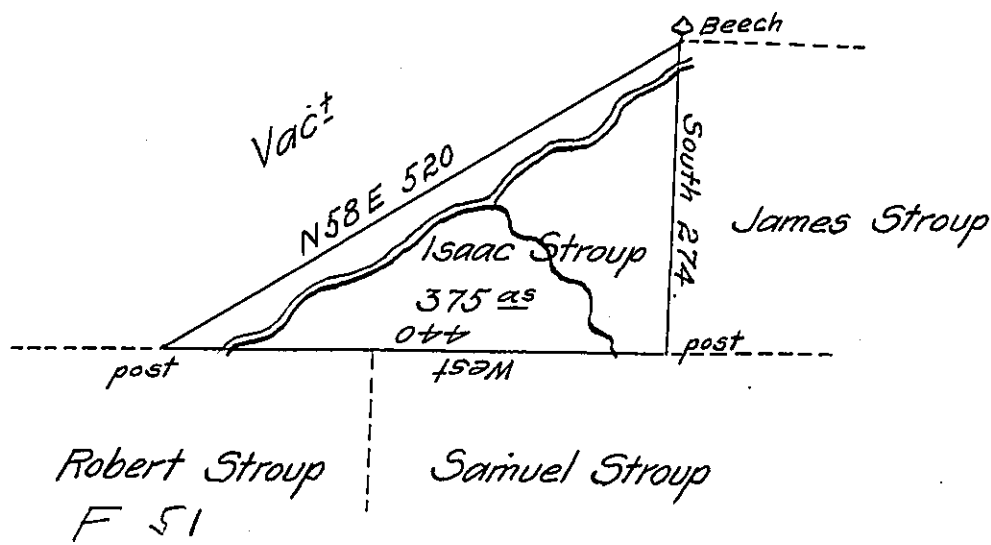 Beech
Vac.t
N 58 E 520
South 274.
James Stroup
Isaac Stroup
375 as
440
West
post
post
Robert Stroup
Samuel Stroup
F 51